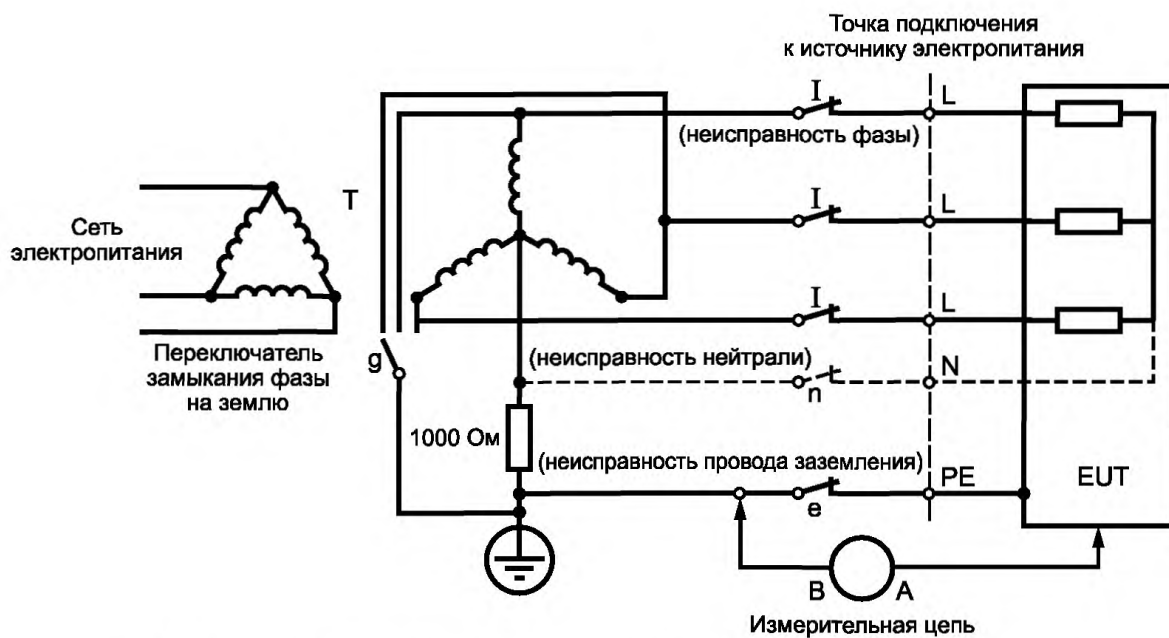 Точка подключения
к источнику электропитания
I
L
(неисправность фазы)
T
I
L
Сеть
электропитания
I
L
Переключатель
замыкания фазы
на землю
g
(неисправность нейтрали)
N
n
1000 Ом
(неисправность провода заземления)
PE
EUT
e
B
A
Измерительная цепь